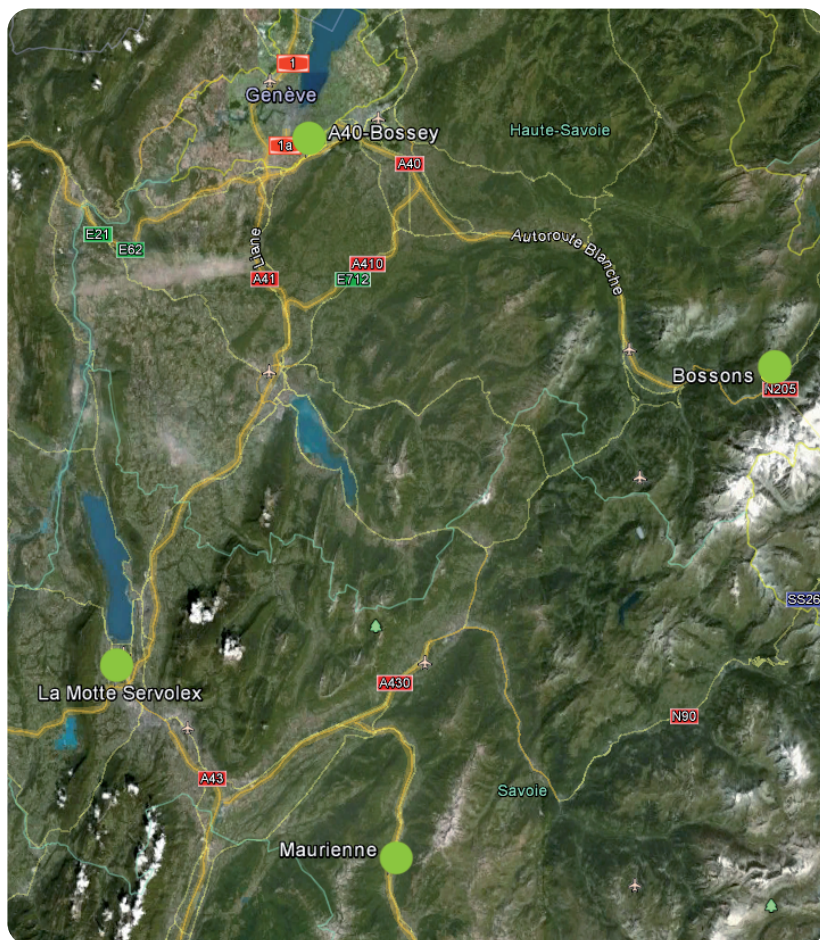 1
Genève
1a
A40-Bossey
Haute-Savoie
A40
E21
E62
Liane
Autoroute Blanche
A410
A41
E712
Bossons
N205
SS26
La Motte Servolex
A430
N90
A43
Savoie
Maurienne